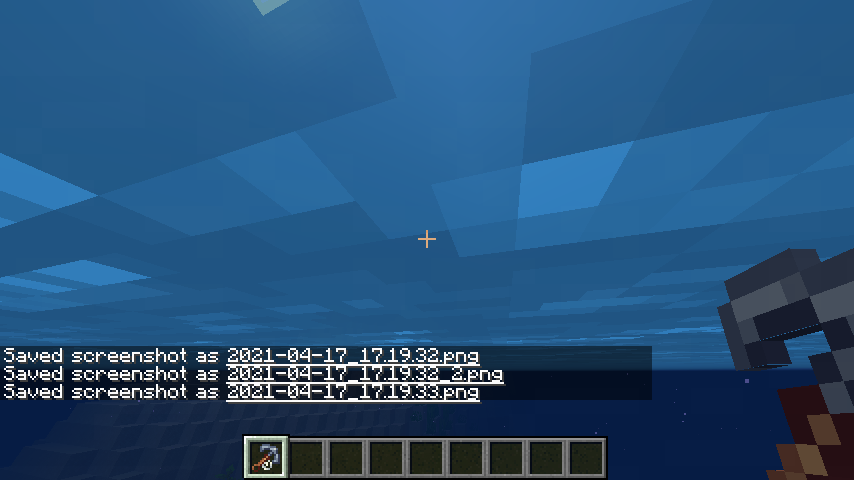 Saved screenshot as 2021-04-17_17.19.32.png
Saved screenshot as 2021-04-17_17.19.32_2.png
Saved screenshot as 2021-04-17_17.19.33.png